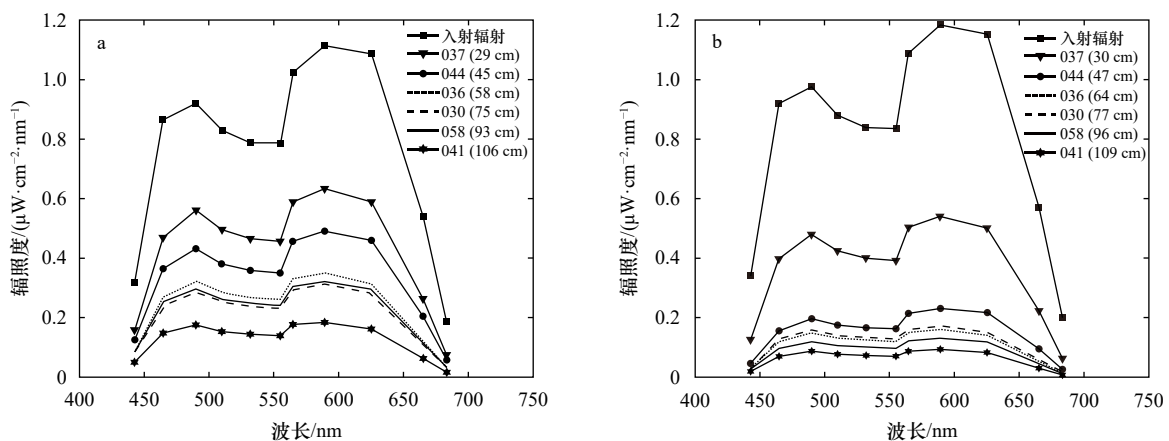 1.2
1.0
0.8
0.6
0.4
0.2
0
辐照度/(μW·cm⁻²·nm⁻¹)
a
入射辐射
037 (29 cm)
044 (45 cm)
036 (58 cm)
030 (75 cm)
058 (93 cm)
041 (106 cm)
400 450 500 550 600 650 700 750
波长/nm
1.2
1.0
0.8
0.6
0.4
0.2
0
辐照度/(μW·cm⁻²·nm⁻¹)
b
入射辐射
037 (30 cm)
044 (47 cm)
036 (64 cm)
030 (77 cm)
058 (96 cm)
041 (109 cm)
400 450 500 550 600 650 700 750
波长/nm